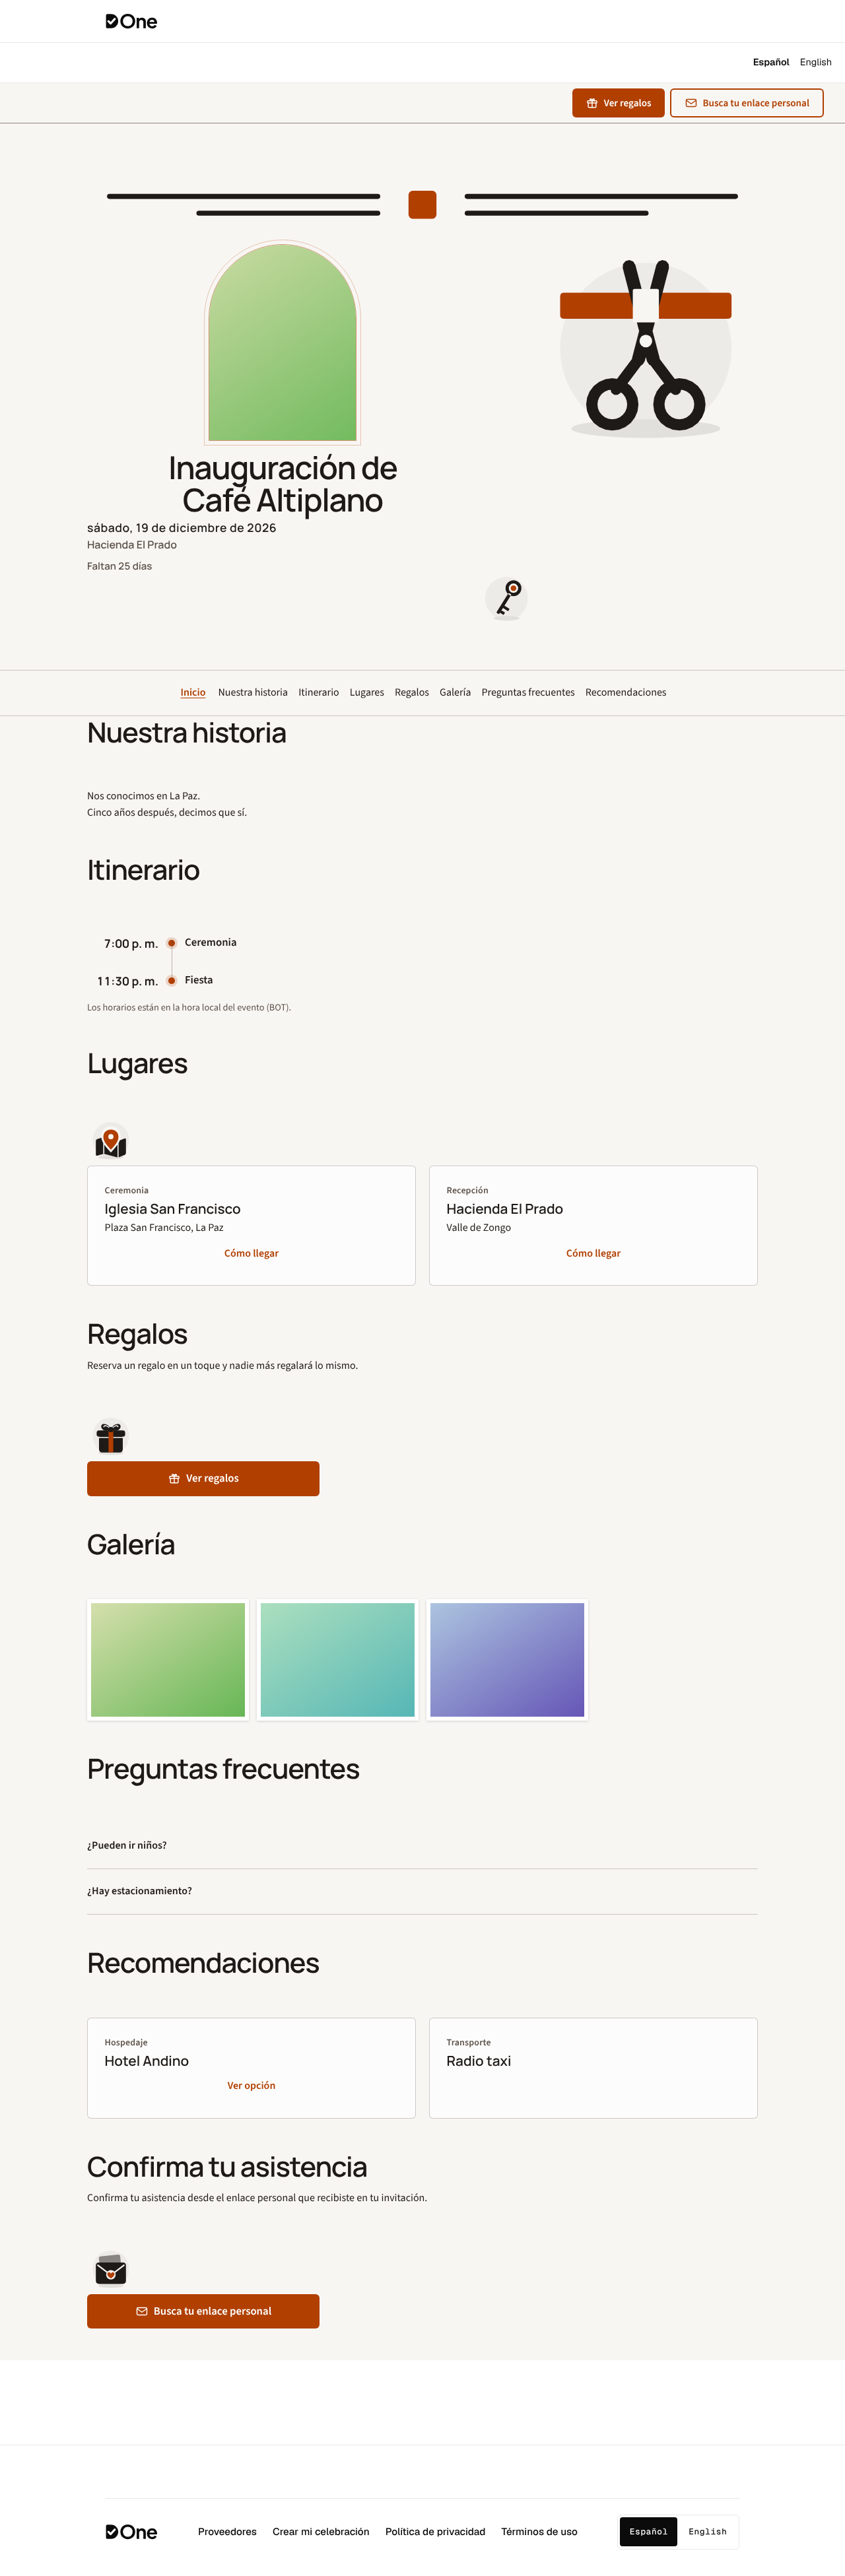 One
Español English
Ver regalos Busca tu enlace personal
Inauguración de
Café Altiplano
sábado, 19 de diciembre de 2026
Hacienda El Prado
Faltan 25 días
Inicio Nuestra historia Itinerario Lugares Regalos Galería Preguntas frecuentes Recomendaciones
Nuestra historia
Nos conocimos en La Paz.
Cinco años después, decimos que sí.
Itinerario
7:00 p. m. Ceremonia
11:30 p. m. Fiesta
Los horarios están en la hora local del evento (BOT).
Lugares
Ceremonia
Iglesia San Francisco
Plaza San Francisco, La Paz
Cómo llegar
Recepción
Hacienda El Prado
Valle de Zongo
Cómo llegar
Regalos
Reserva un regalo en un toque y nadie más regalará lo mismo.
Ver regalos
Galería
Preguntas frecuentes
¿Pueden ir niños?
¿Hay estacionamiento?
Recomendaciones
Hospedaje
Hotel Andino
Ver opción
Transporte
Radio taxi
Confirma tu asistencia
Confirma tu asistencia desde el enlace personal que recibiste en tu invitación.
Busca tu enlace personal
One Proveedores Crear mi celebración Política de privacidad Términos de uso Español English